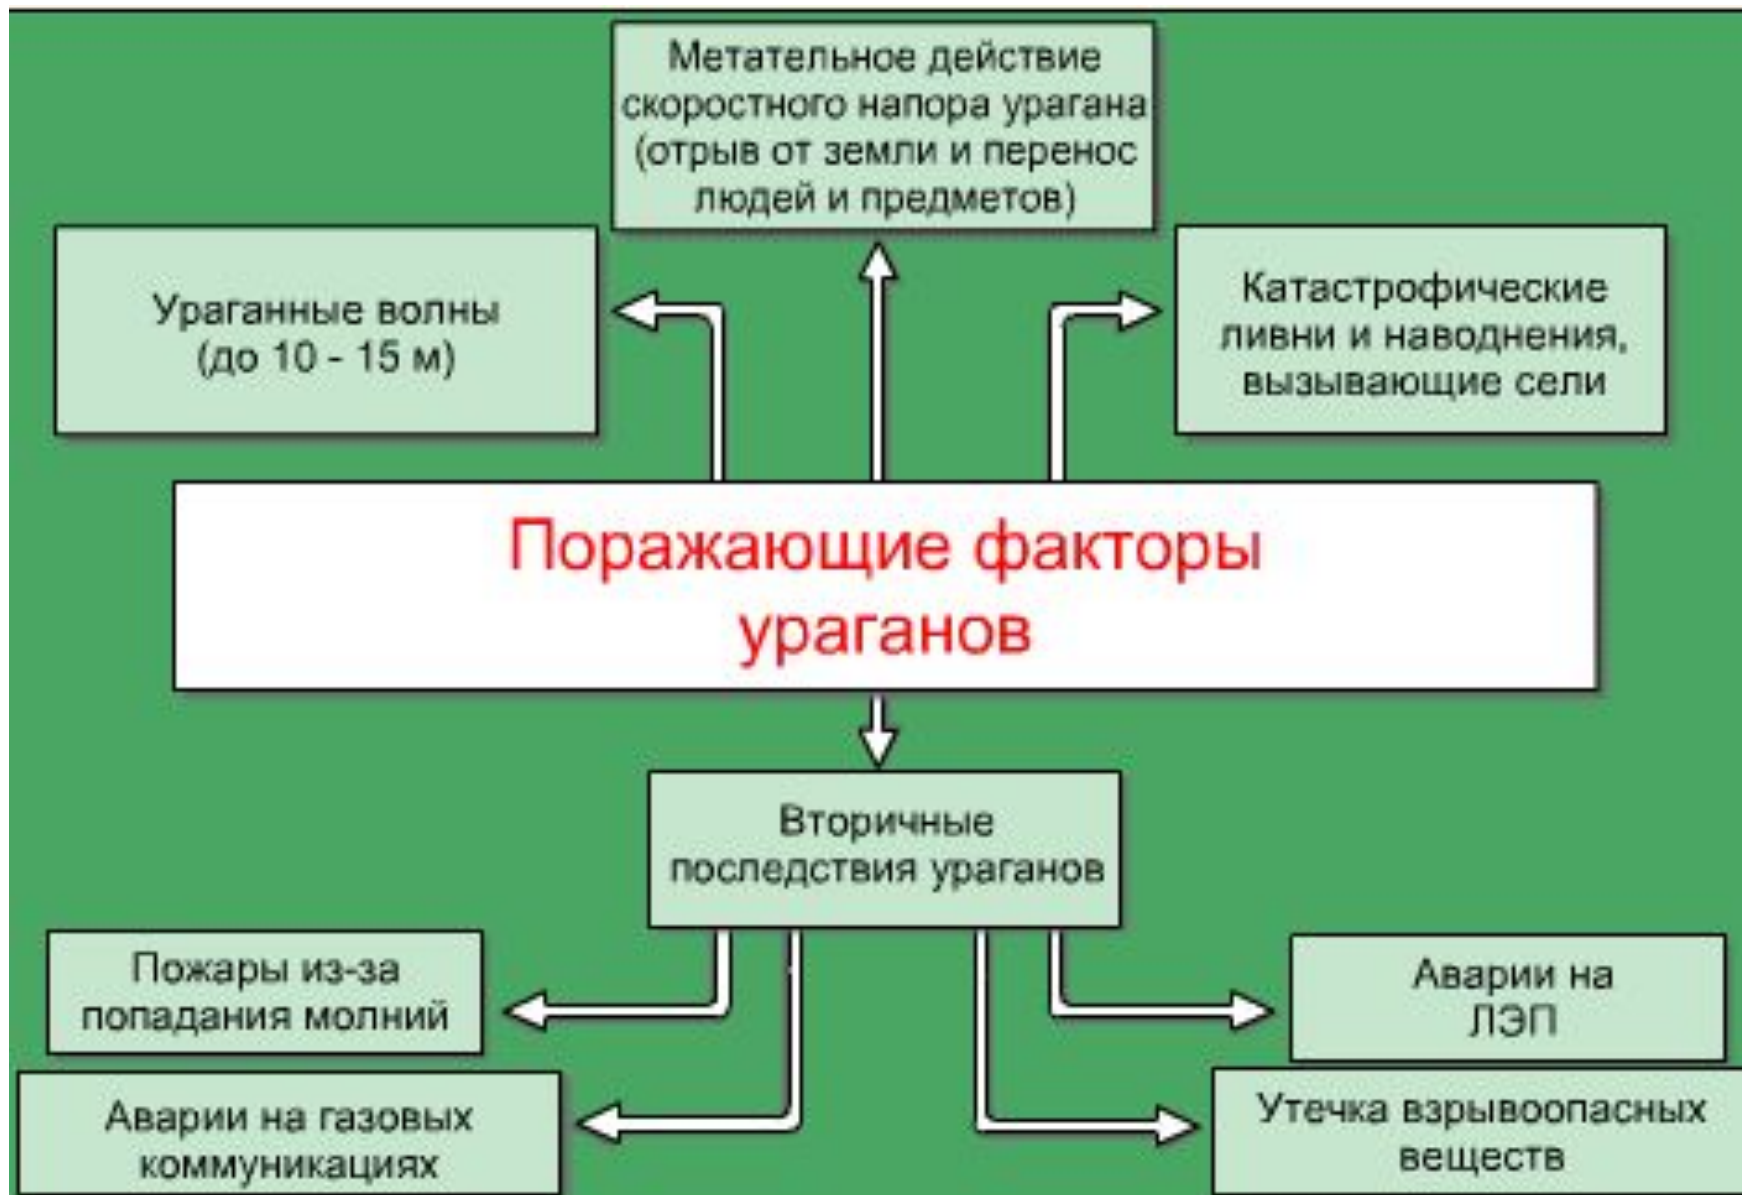 Метательное действие
скоростного напора урагана
(отрыв от земли и перенос
людей и предметов)
Ураганные волны
(до 10 - 15 м)
Катастрофические
ливни и наводнения,
вызывающие сели
Поражающие факторы
ураганов
Вторичные
последствия ураганов
Пожары из-за
попадания молний
Аварии на
ЛЭП
Аварии на газовых
коммуникациях
Утечка взрывоопасных
веществ